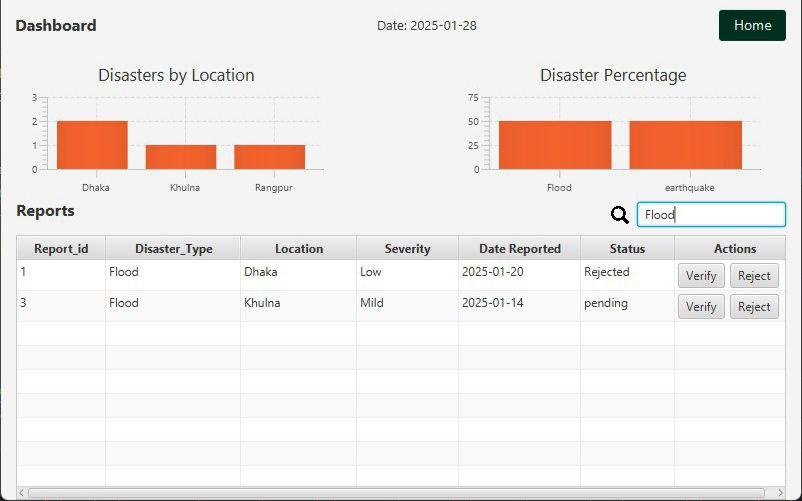 Dashboard Date: 2025-01-28 Home
Disasters by Location
3
2
1
0
Dhaka Khulna Rangpur
Disaster Percentage
75
50
25
0
Flood earthquake
Reports Flood
Report_id Disaster_Type Location Severity Date Reported Status Actions
1 Flood Dhaka Low 2025-01-20 Rejected Verify Reject
3 Flood Khulna Mild 2025-01-14 pending Verify Reject